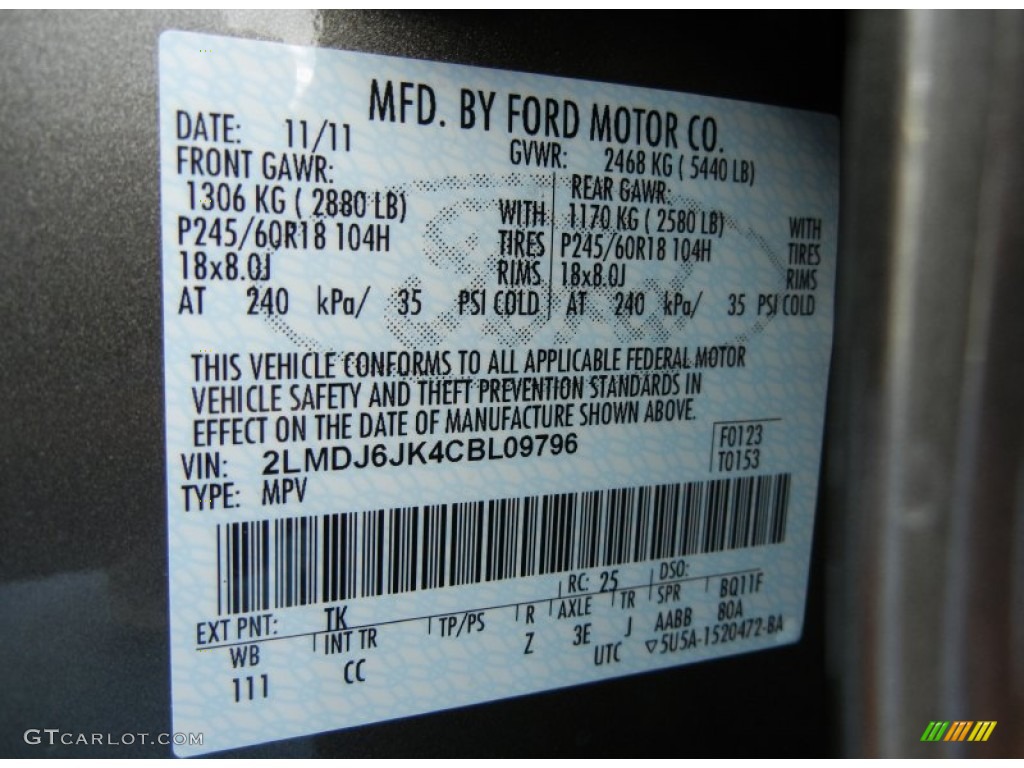 MFD. BY FORD MOTOR CO.
DATE: 11/11 GVWR: 2468 KG ( 5440 LB)
FRONT GAWR: REAR GAWR:
1306 KG ( 2880 LB) WITH 1170 KG ( 2580 LB) WITH
P245/60R18 104H TIRES P245/60R18 104H TIRES
18x8.0J RIMS 18x8.0J RIMS
AT 240 kPa/ 35 PSI COLD AT 240 kPa/ 35 PSI COLD
THIS VEHICLE CONFORMS TO ALL APPLICABLE FEDERAL MOTOR
VEHICLE SAFETY AND THEFT PREVENTION STANDARDS IN
EFFECT ON THE DATE OF MANUFACTURE SHOWN ABOVE.
VIN: 2LMDJ6JK4CBL09796 F0123
TYPE: MPV T0153
EXT PNT: TK RC: 25 DSO:
WB INT TR TP/PS R AXLE TR SPR BQ11F
111 CC Z 3E J AABB 80A
UTC ▽5U5A-1520472-BA
GTCARLOT.COM